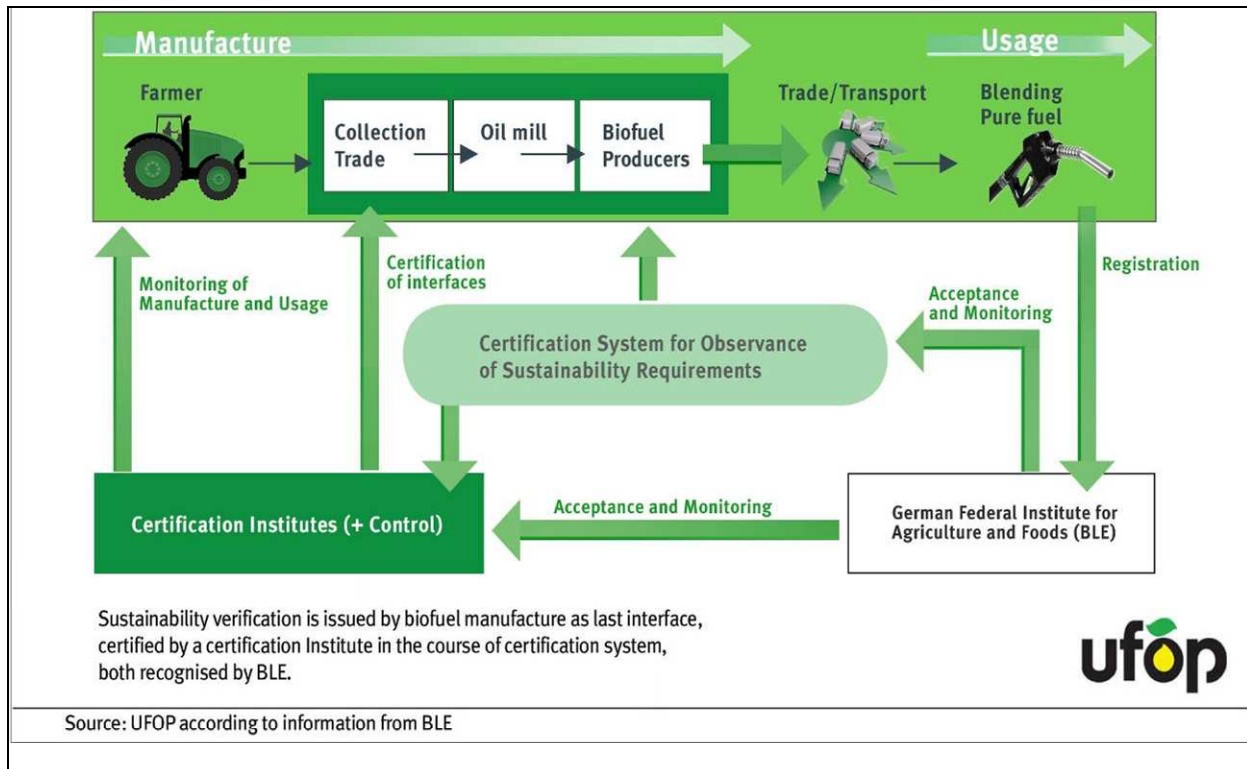 Manufacture
Usage
Farmer
Collection
Trade
Oil mill
Biofuel
Producers
Trade/Transport
Blending
Pure fuel
Monitoring of
Manufacture and Usage
Certification
of interfaces
Registration
Acceptance
and Monitoring
Certification System for Observance
of Sustainability Requirements
Certification Institutes (+ Control)
Acceptance and Monitoring
German Federal Institute for
Agriculture and Foods (BLE)
Sustainability verification is issued by biofuel manufacture as last interface,
certified by a certification Institute in the course of certification system,
both recognised by BLE.
ufop
Source: UFOP according to information from BLE